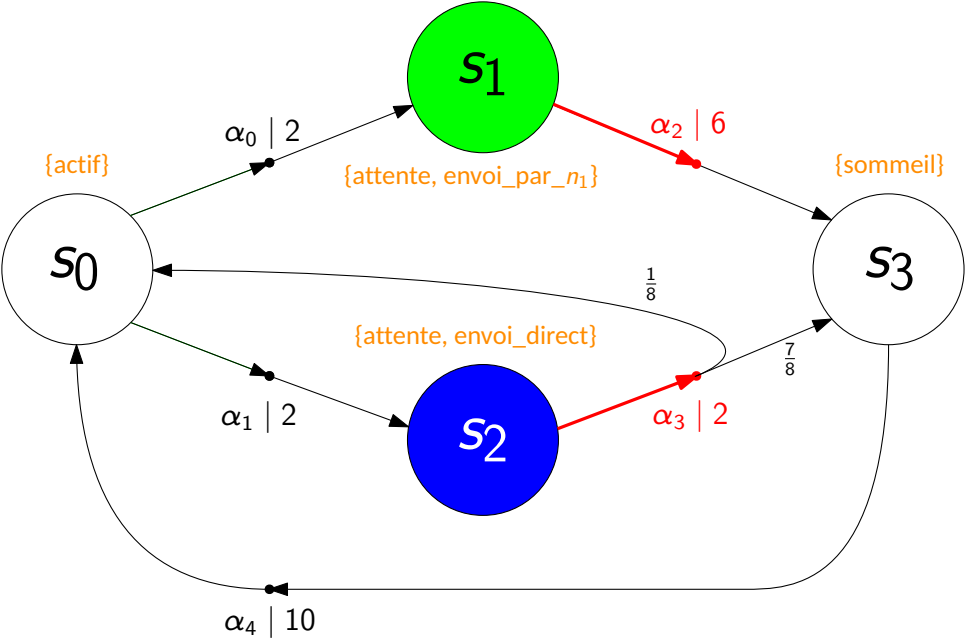 s₁
α₀ | 2
α₂ | 6
{actif}
{attente, envoi_par_n₁}
{sommeil}
s₀
s₃
1/8
{attente, envoi_direct}
7/8
α₁ | 2
α₃ | 2
s₂
α₄ | 10